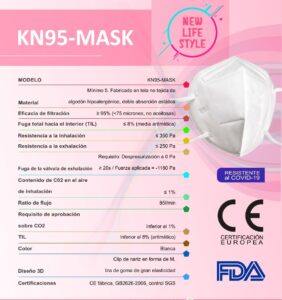 KN95-MASK
NEW
LIFE
STYLE
MODELO KN95-MASK
Material Mínimo 5. Fabricado en tela no tejida de
algodón hipoalergénico, doble absorción estática
Eficacia de filtración ≥ 95% (<75 micrones, no aceitosas)
Fuga total hacia el interior (TIL) ≤ 8% (media aritmética)
Resistencia a la inhalación ≤ 350 Pa
Resistencia a la exhalación ≤ 250 Pa
Requisito: Despresurización a 0 Pa
Fuga de la válvula de exhalación ≥ 20s / Fuerza aplicada = -1180 Pa
Contenido de C02 en el aire
de inhalación ≤ 1%
Ratio de flujo 85l/min
Requisito de aprobación
sobre CO2 Inferior al 1%
TIL Inferior al 8% (aritmético)
Color Blanca
Clip de nariz en forma de M.
Diseño 3D tira de goma de gran elasticidad
Certificaciones CE fábrica, GB2626-2006, control SGS
RESISTENTE
al COVID-19
CE
CERTIFICACIÓN
EUROPEA
FDA